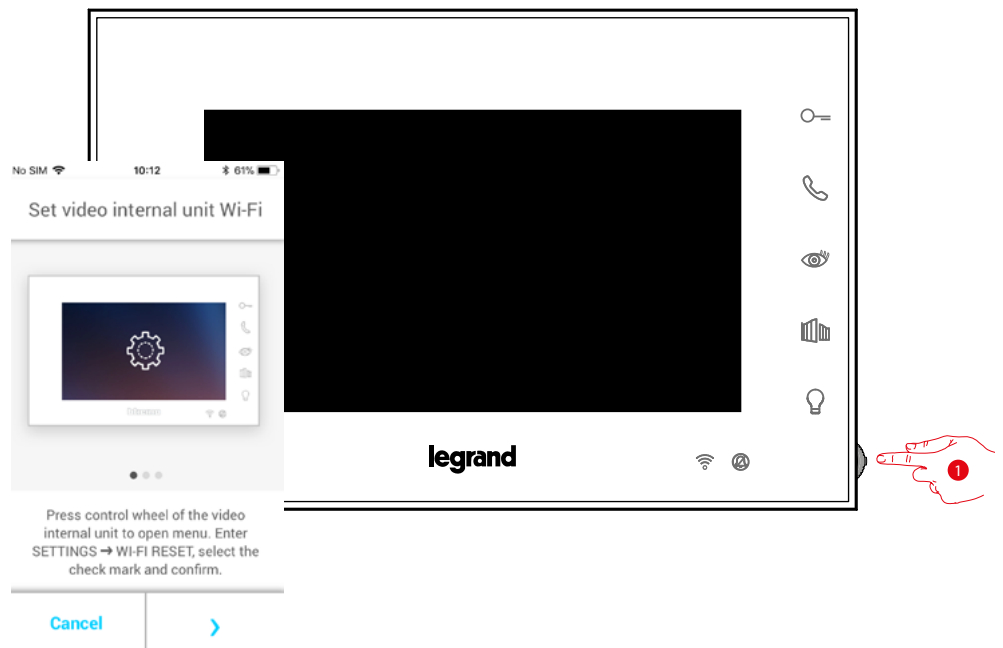 No SIM 10:12 61%
Set video internal unit Wi-Fi
bticino
Press control wheel of the video
internal unit to open menu. Enter
SETTINGS → WI-FI RESET, select the
check mark and confirm.
Cancel
legrand
1